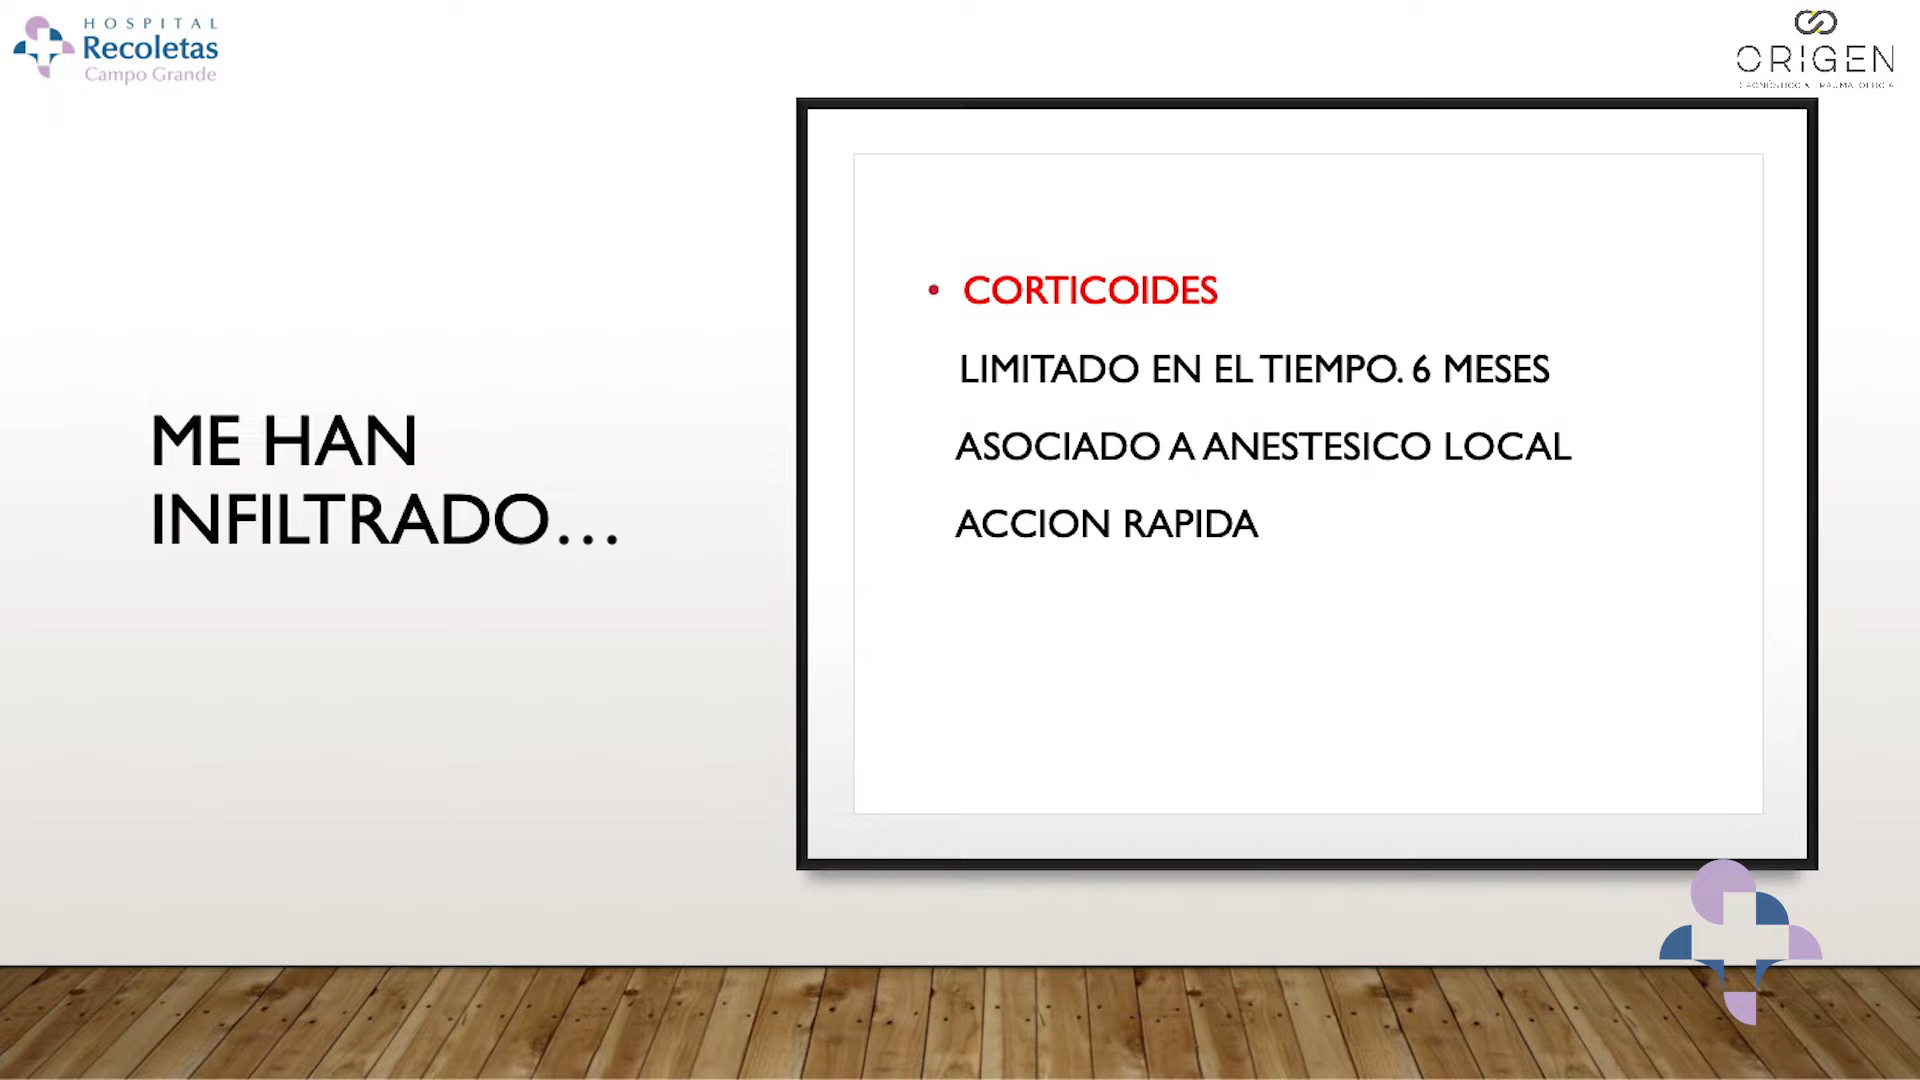 HOSPITAL
Recoletas
Campo Grande
ORIGEN
ME HAN
INFILTRADO...
• CORTICOIDES
LIMITADO EN EL TIEMPO. 6 MESES
ASOCIADO A ANESTESICO LOCAL
ACCION RAPIDA